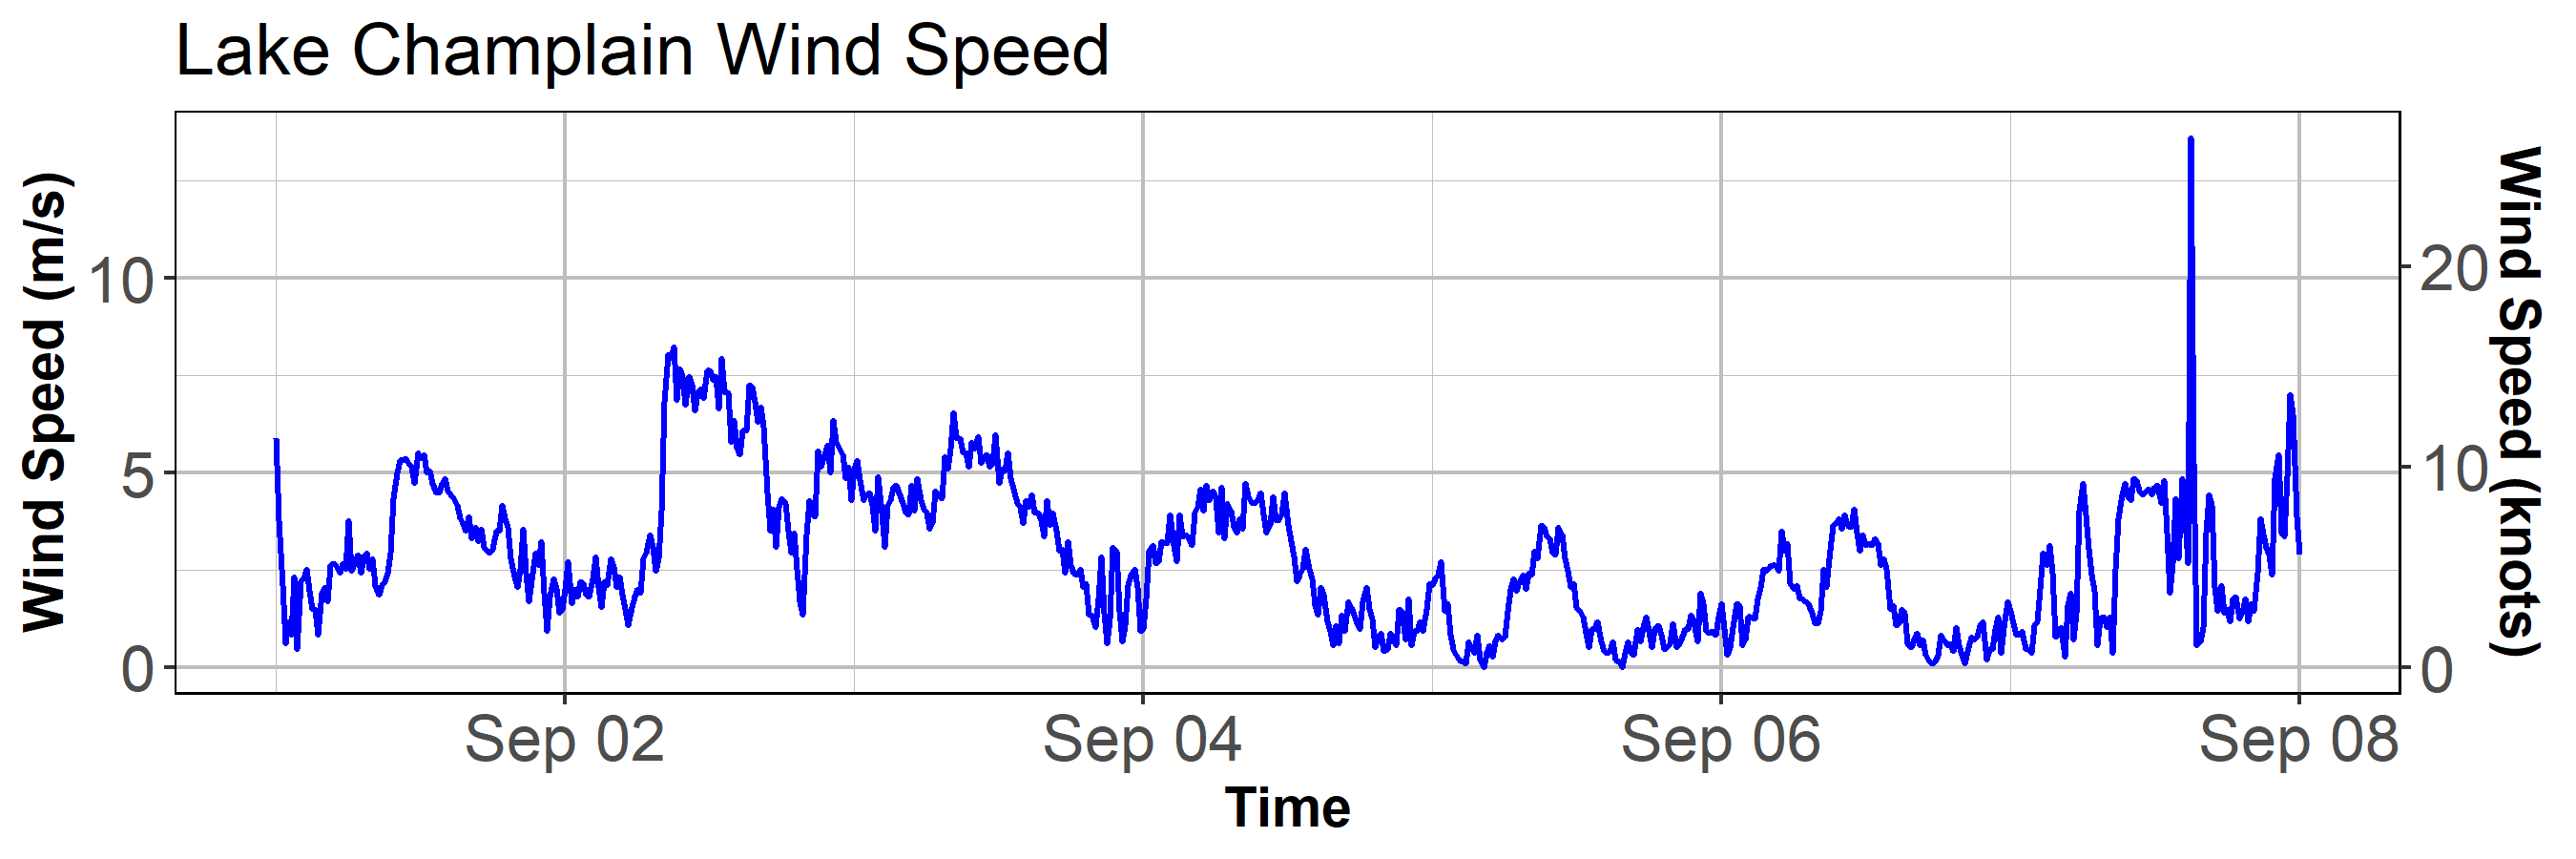 Lake Champlain Wind Speed
Wind Speed (m/s)
10
5
0
20
10
0
Wind Speed (knots)
Sep 02
Sep 04
Sep 06
Sep 08
Time